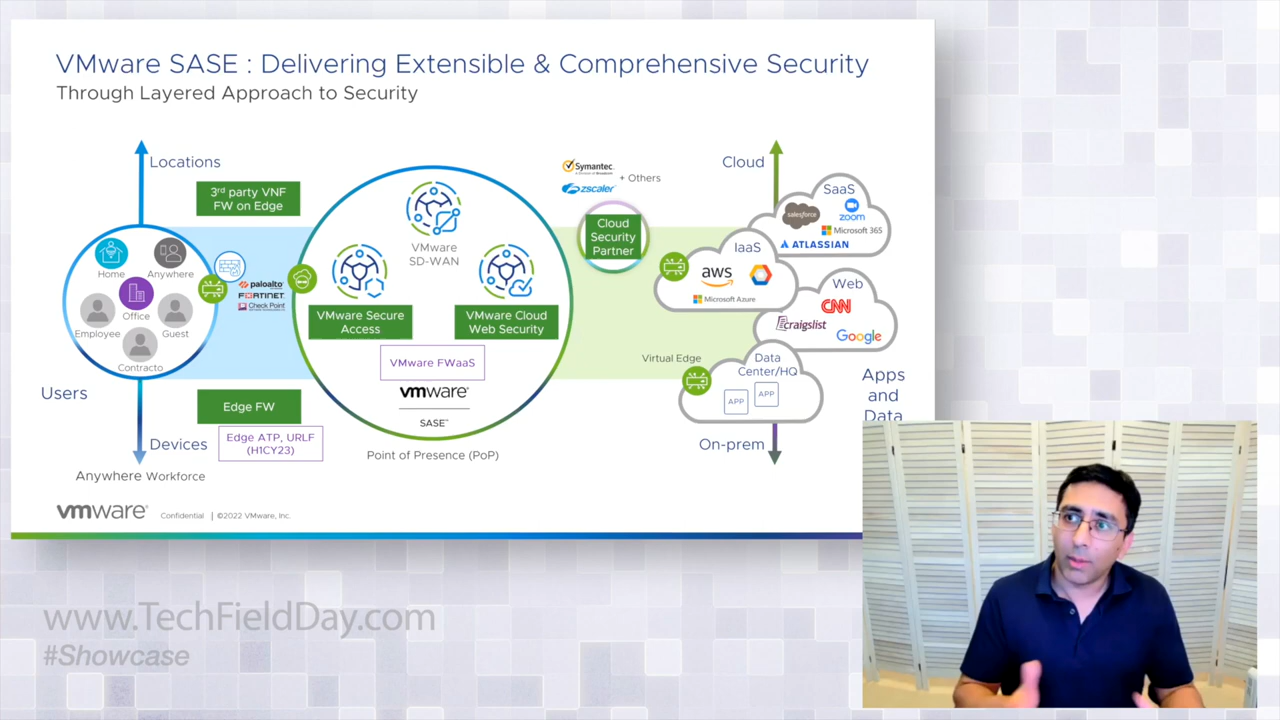 VMware SASE : Delivering Extensible & Comprehensive Security
Through Layered Approach to Security
Locations
3rd party VNF
FW on Edge
Home
Anywhere
Office
Employee
Guest
Contracto
Users
Devices
Anywhere Workforce
paloalto
FORTINET
Check Point
Edge FW
Edge ATP, URLF
(H1CY23)
VMware
SD-WAN
VMware Secure
Access
VMware Cloud
Web Security
VMware FWaaS
vmware
SASE™
Point of Presence (PoP)
Symantec
zscaler
+ Others
Cloud
Security
Partner
Cloud
SaaS
salesforce
zoom
Microsoft 365
ATLASSIAN
IaaS
aws
Microsoft Azure
Web
CNN
craigslist
Google
Virtual Edge
Data
Center/HQ
APP
APP
Apps
and
Data
On-prem
vmware®
Confidential | ©2022 VMware, Inc.
www.TechFieldDay.com
#Showcase